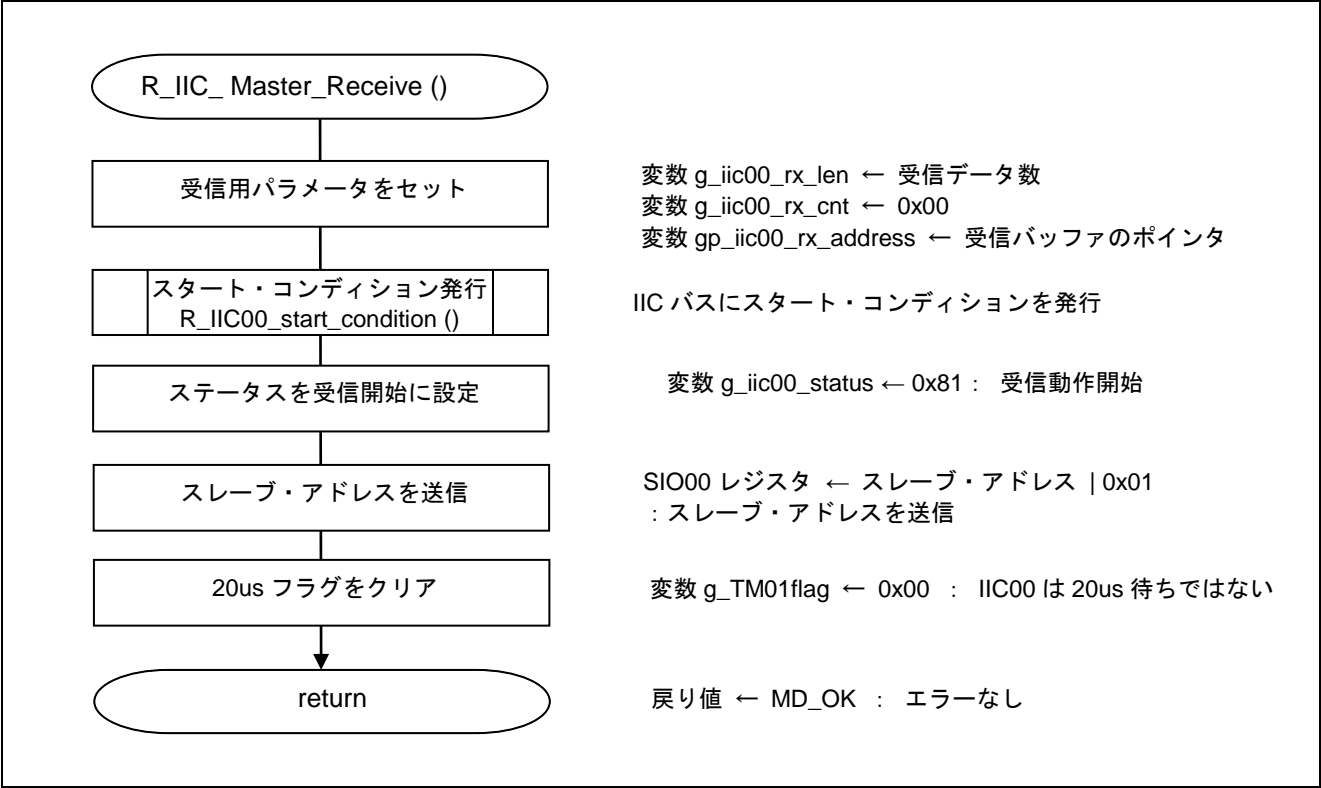 R_IIC_ Master_Receive ()
受信用パラメータをセット
変数 g_iic00_rx_len ← 受信データ数
変数 g_iic00_rx_cnt ← 0x00
変数 gp_iic00_rx_address ← 受信バッファのポインタ
スタート・コンディション発行
R_IIC00_start_condition ()
IIC バスにスタート・コンディションを発行
ステータスを受信開始に設定
変数 g_iic00_status ← 0x81 : 受信動作開始
スレーブ・アドレスを送信
SIO00 レジスタ ← スレーブ・アドレス | 0x01
: スレーブ・アドレスを送信
20us フラグをクリア
変数 g_TM01flag ← 0x00 : IIC00 は 20us 待ちではない
return
戻り値 ← MD_OK : エラーなし